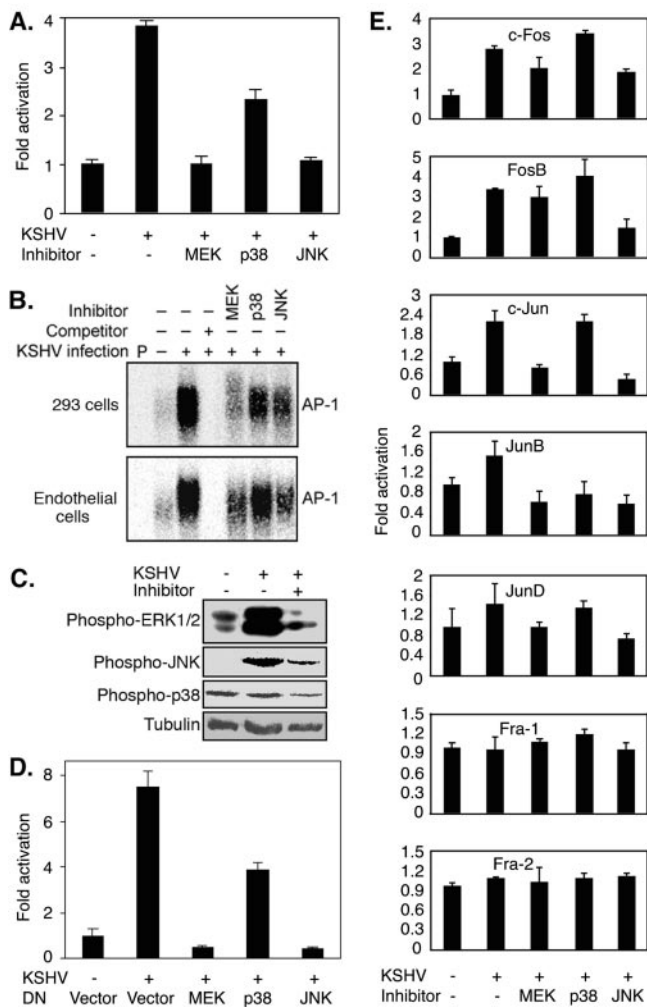 A.
4
3
2
1
0
Fold activation
KSHV - + + + +
Inhibitor - - MEK p38 JNK
B.
Inhibitor – – – MEK p38 JNK
Competitor – – + – – –
KSHV infection P – + + + + +
293 cells AP-1
Endothelial cells AP-1
C.
KSHV - + +
Inhibitor - - +
Phospho-ERK1/2
Phospho-JNK
Phospho-p38
Tubulin
D.
8
6
4
2
0
Fold activation
KSHV - + + + +
DN Vector Vector MEK p38 JNK
E.
c-Fos
4
3
2
1
0
FosB
5
4
3
2
1
0
c-Jun
3
2.4
1.8
1.2
0.6
0
Fold activation
JunB
2
1.6
1.2
0.8
0.4
0
JunD
2
1.6
1.2
0.8
0.4
0
Fra-1
1.5
1.2
0.9
0.6
0.3
0
Fra-2
1.5
1.2
0.9
0.6
0.3
0
KSHV - + + + +
Inhibitor - - MEK p38 JNK